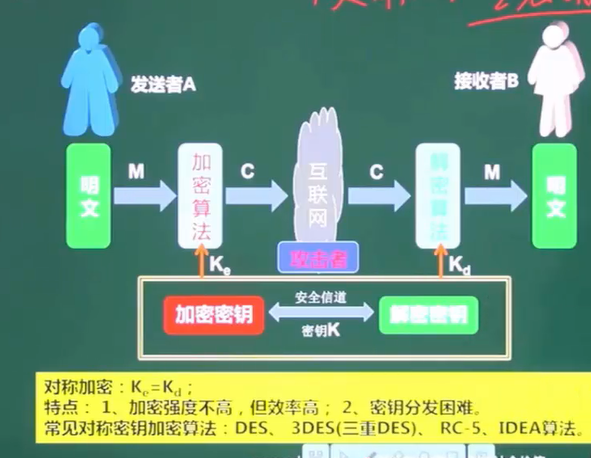 发送者A
接收者B
明文
M
加密算法
C
互联网
C
解密算法
M
明文
攻击者
Ke
Kd
加密密钥
安全信道
密钥K
解密密钥
对称加密：Ke=Kd；
特点： 1、加密强度不高，但效率高； 2、密钥分发困难。
常见对称密钥加密算法：DES、 3DES(三重DES)、 RC-5、IDEA算法。